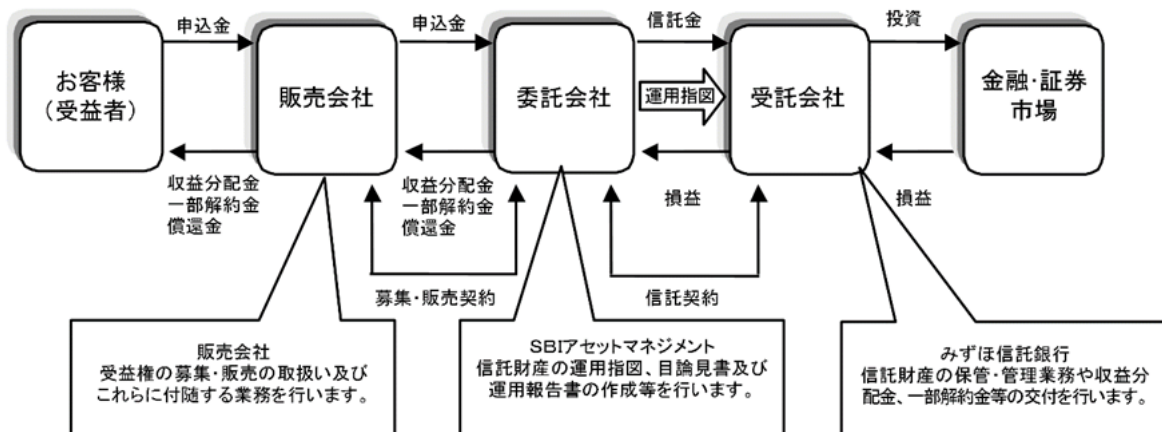 申込金
申込金
信託金
投資
お客様
（受益者）
販売会社
委託会社
運用指図
受託会社
金融・証券
市場
収益分配金
一部解約金
償還金
収益分配金
一部解約金
償還金
損益
損益
募集・販売契約
信託契約
販売会社
受益権の募集・販売の取扱い及び
これらに付随する業務を行います。
SBIアセットマネジメント
信託財産の運用指図、目論見書及び
運用報告書の作成等を行います。
みずほ信託銀行
信託財産の保管・管理業務や収益分
配金、一部解約金等の交付を行います。